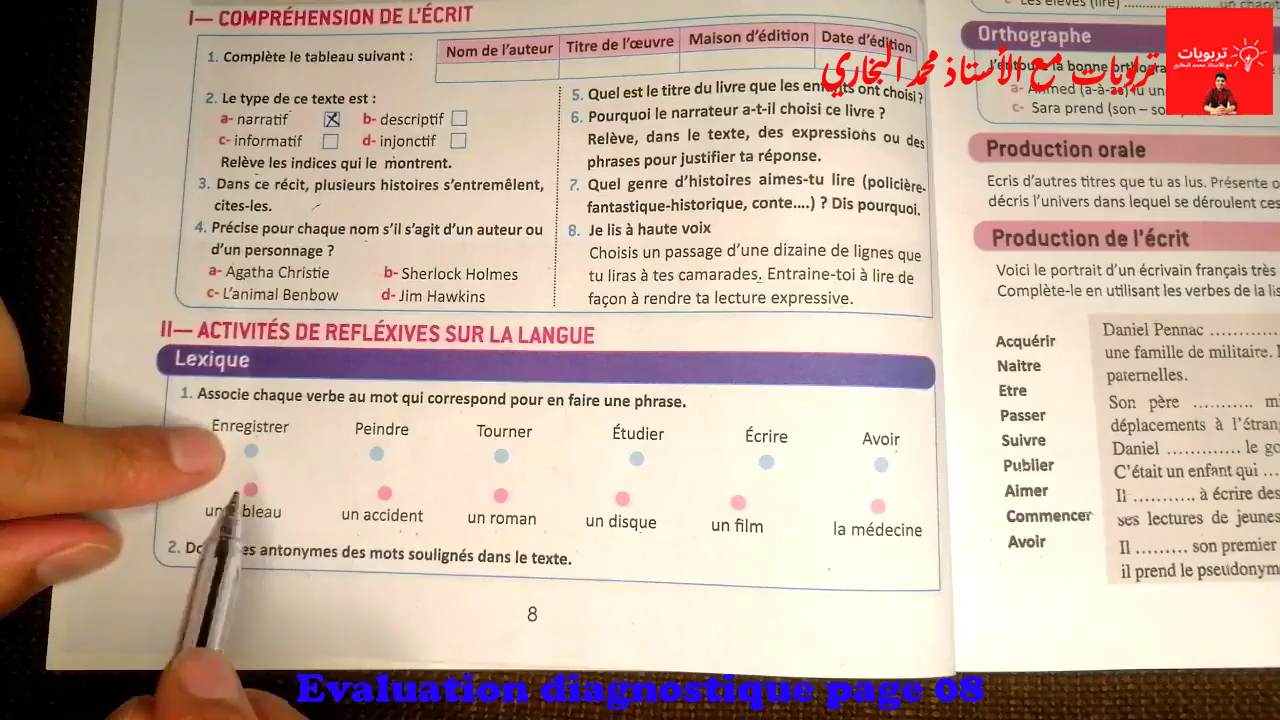 I— COMPRÉHENSION DE L'ÉCRIT
1. Complète le tableau suivant :
Nom de l'auteur Titre de l'œuvre Maison d'édition Date d'édition
2. Le type de ce texte est :
a- narratif b- descriptif
c- informatif d- injonctif
Relève les indices qui le montrent.
3. Dans ce récit, plusieurs histoires s'entremêlent,
cites-les.
4. Précise pour chaque nom s'il s'agit d'un auteur ou
d'un personnage ?
a- Agatha Christie b- Sherlock Holmes
c- L'animal Benbow d- Jim Hawkins
5. Quel est le titre du livre que les enfants ont choisi ?
6. Pourquoi le narrateur a-t-il choisi ce livre ?
Relève, dans le texte, des expressions ou des
phrases pour justifier ta réponse.
7. Quel genre d'histoires aimes-tu lire (policière-
fantastique-historique, conte....) ? Dis pourquoi.
8. Je lis à haute voix
Choisis un passage d'une dizaine de lignes que
tu liras à tes camarades. Entraine-toi à lire de
façon à rendre ta lecture expressive.
II— ACTIVITÉS DE REFLÉXIVES SUR LA LANGUE
Lexique
1. Associe chaque verbe au mot qui correspond pour en faire une phrase.
Enregistrer Peindre Tourner Étudier Écrire Avoir
un bleau un accident un roman un disque un film la médecine
2. es antonymes des mots soulignés dans le texte.
8
c- Les élèves (lire) ....................
Orthographe
la bonne
a- Ahmed (a-à-as)
c- Sara prend (son –
Production orale
Ecris d'autres titres que tu as lus. Présente
décris l'univers dans lequel se déroulent ces
Production de l'écrit
Voici le portrait d'un écrivain français très
Complète-le en utilisant les verbes de la
Acquérir
Naitre
Etre
Passer
Suivre
Publier
Aimer
Commencer
Avoir
Daniel Pennac ............
une famille de militaire.
paternelles.
Son père ..........
déplacements à
Daniel ............ le
C'était un enfant qui ...
Il ........... à écrire des
ses lectures de
Il ......... son premier
il prend le
تربويات مع الأستاذ محمد البخاري
تربويات
مع الأستاذ محمد البخاري
Evaluation diagnostique page 08